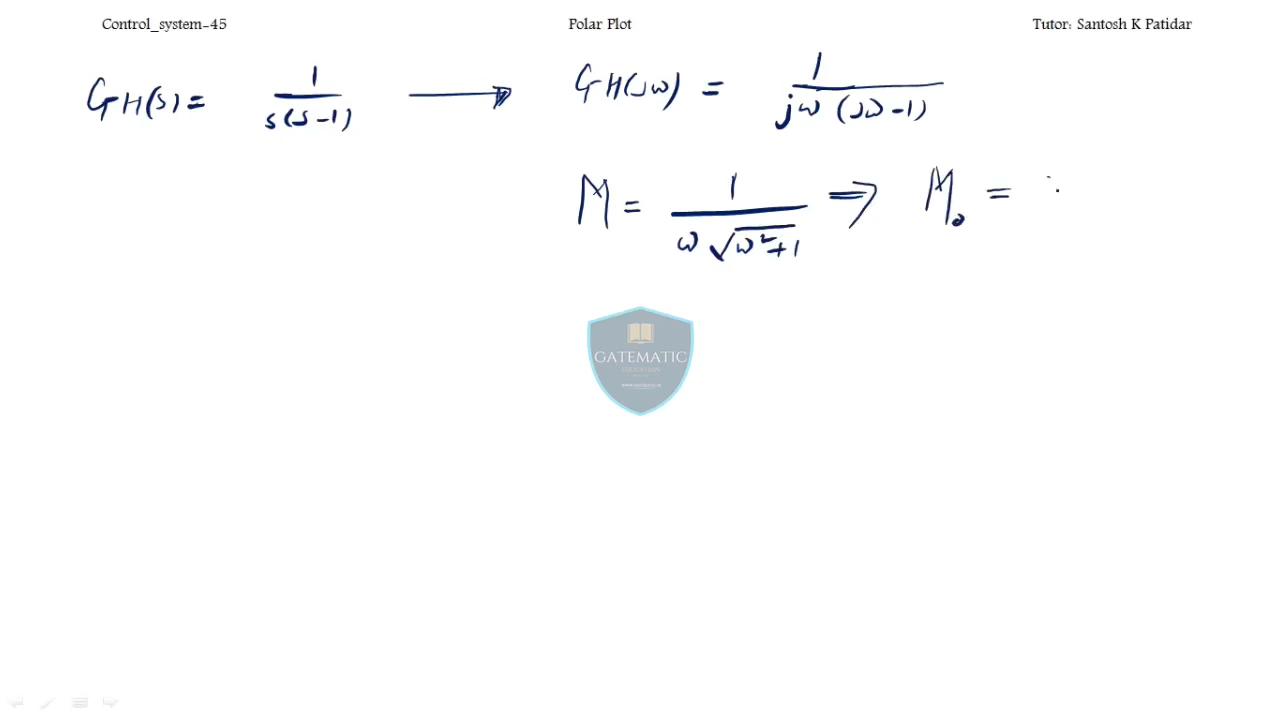 Control_system-45 Polar Plot Tutor: Santosh K Patidar
GH(s) = 1/(s(s-1)) ⟶ GH(jω) = 1/(jω(jω-1))
M = 1/(ω√(ω²+1)) ⇒ M₀ =
GATEMATIC
EDUCATION